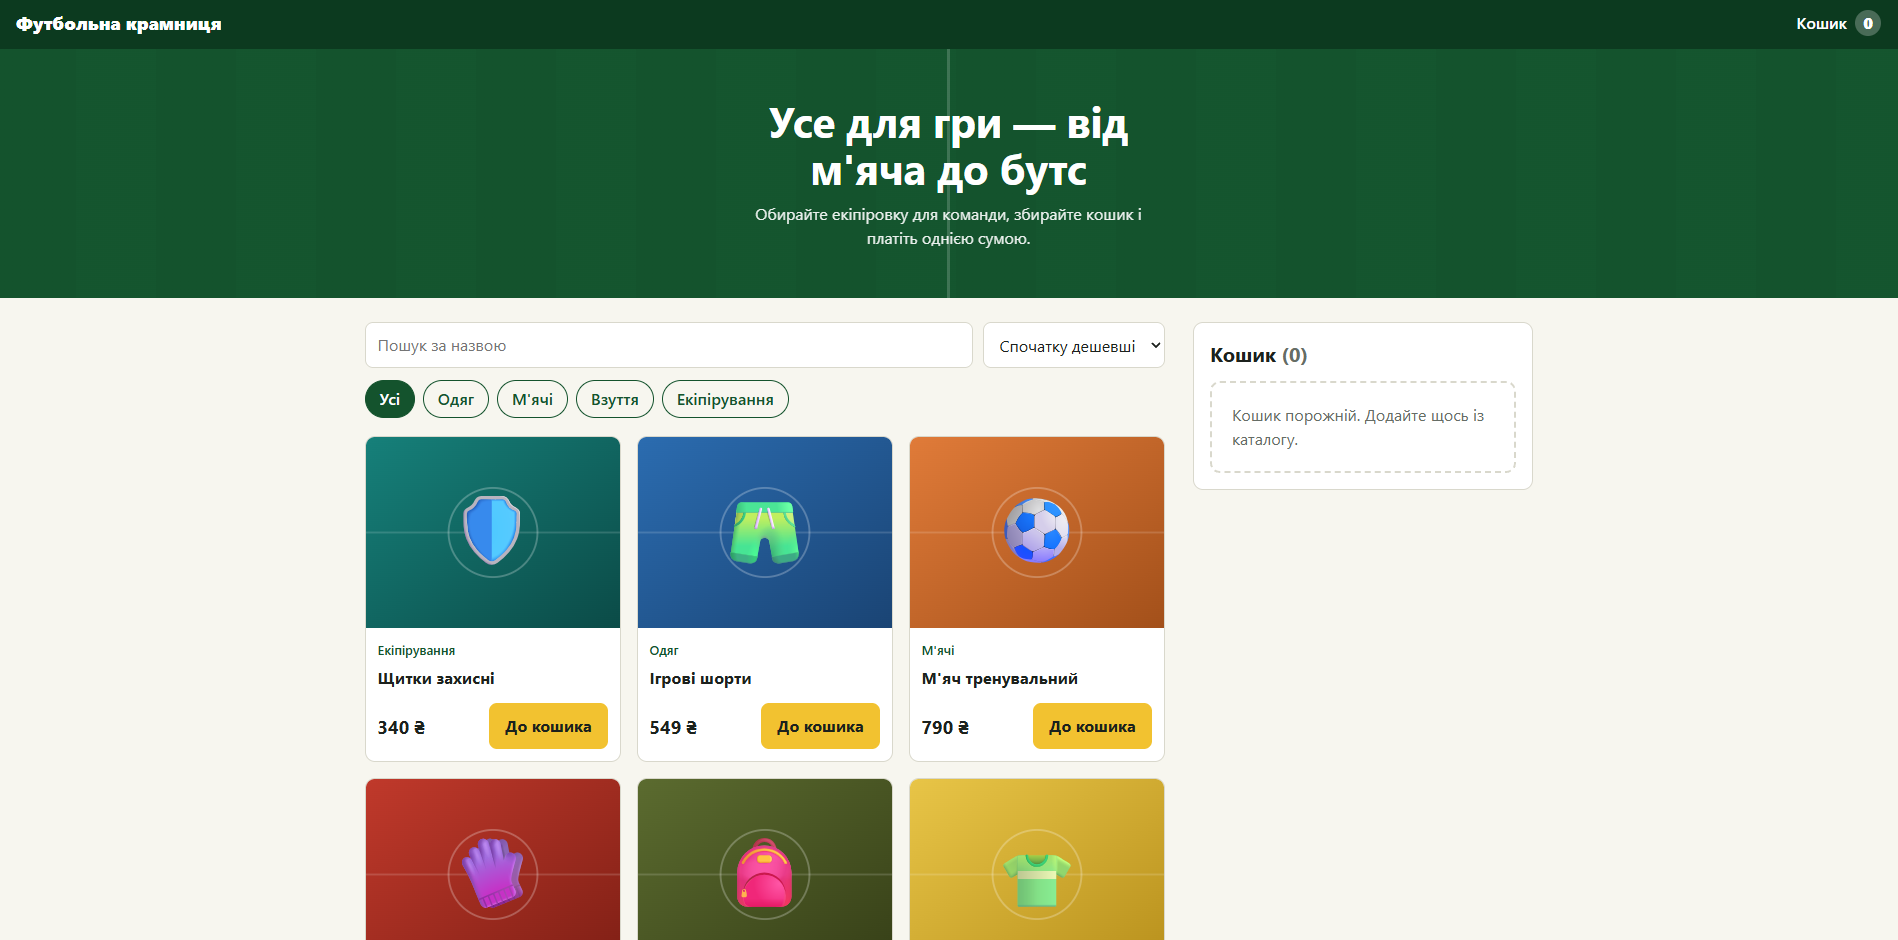 Футбольна крамниця
Кошик 0
Усе для гри — від
м'яча до бутс
Обирайте екіпіровку для команди, збирайте кошик і
платіть однією сумою.
Пошук за назвою
Спочатку дешевші
Кошик (0)
Кошик порожній. Додайте щось із
каталогу.
Усі
Одяг
М'ячі
Взуття
Екіпірування
Екіпірування
Щитки захисні
340 ₴
До кошика
Одяг
Ігрові шорти
549 ₴
До кошика
М'ячі
М'яч тренувальний
790 ₴
До кошика